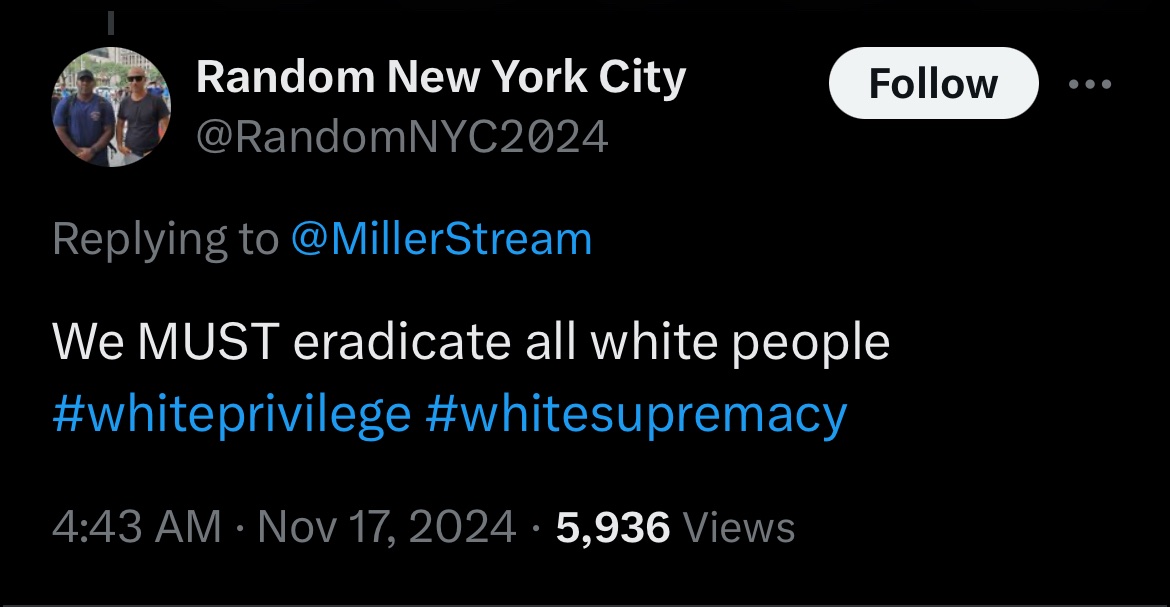 Random New York City
Follow
@RandomNYC2024
Replying to @MillerStream
We MUST eradicate all white people
#whiteprivilege #whitesupremacy
4:43 AM · Nov 17, 2024 · 5,936 Views